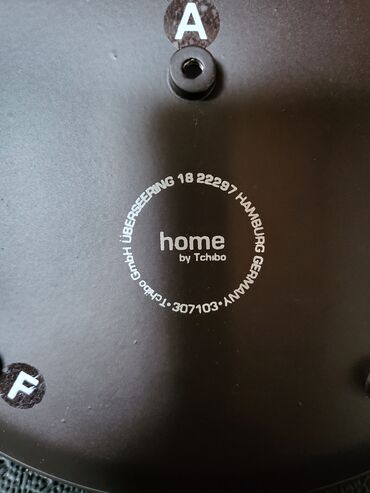 A
Tchibo GmbH ÜBERSEERING 18 22297 HAMBURG GERMANY•307103•
home
by Tchibo
F